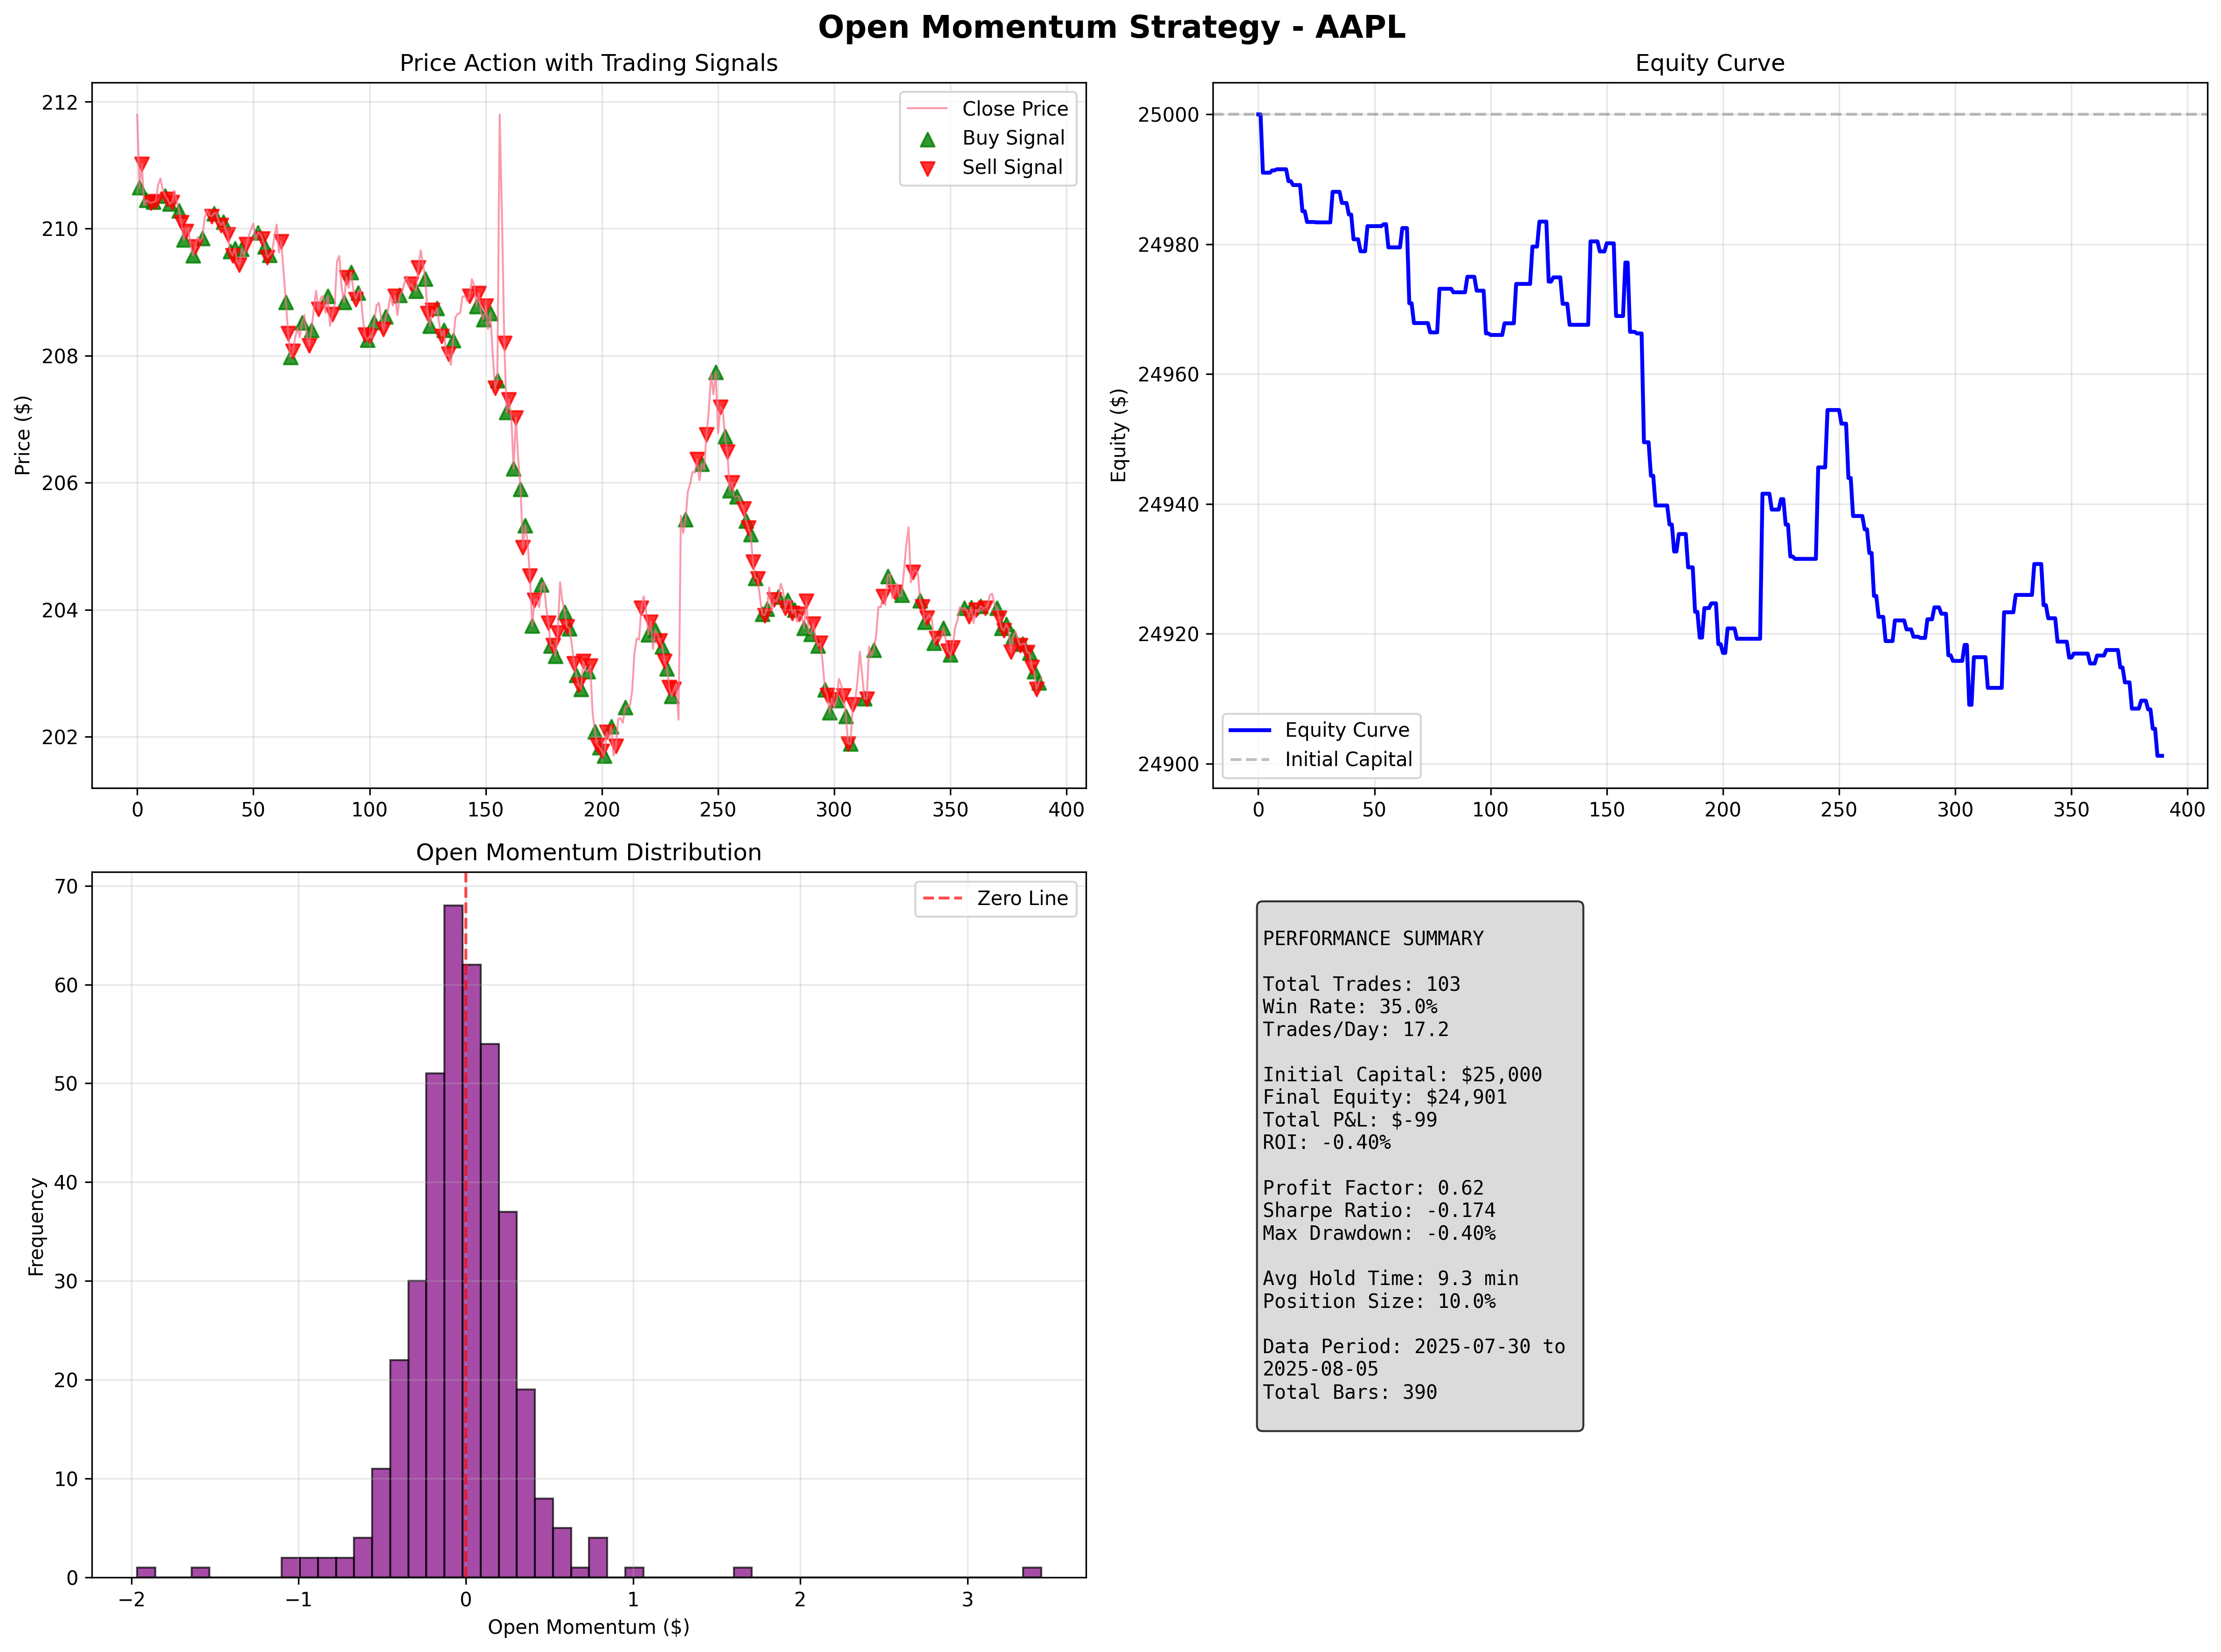 Open Momentum Strategy - AAPL
Price Action with Trading Signals
Price ($)
212
210
208
206
204
202
0 50 100 150 200 250 300 350 400
Close Price
Buy Signal
Sell Signal
Equity Curve
Equity ($)
25000
24980
24960
24940
24920
24900
0 50 100 150 200 250 300 350 400
Equity Curve
Initial Capital
Open Momentum Distribution
Frequency
70
60
50
40
30
20
10
0
−2 −1 0 1 2 3
Open Momentum ($)
Zero Line
PERFORMANCE SUMMARY
Total Trades: 103
Win Rate: 35.0%
Trades/Day: 17.2
Initial Capital: $25,000
Final Equity: $24,901
Total P&L: $-99
ROI: -0.40%
Profit Factor: 0.62
Sharpe Ratio: -0.174
Max Drawdown: -0.40%
Avg Hold Time: 9.3 min
Position Size: 10.0%
Data Period: 2025-07-30 to
2025-08-05
Total Bars: 390